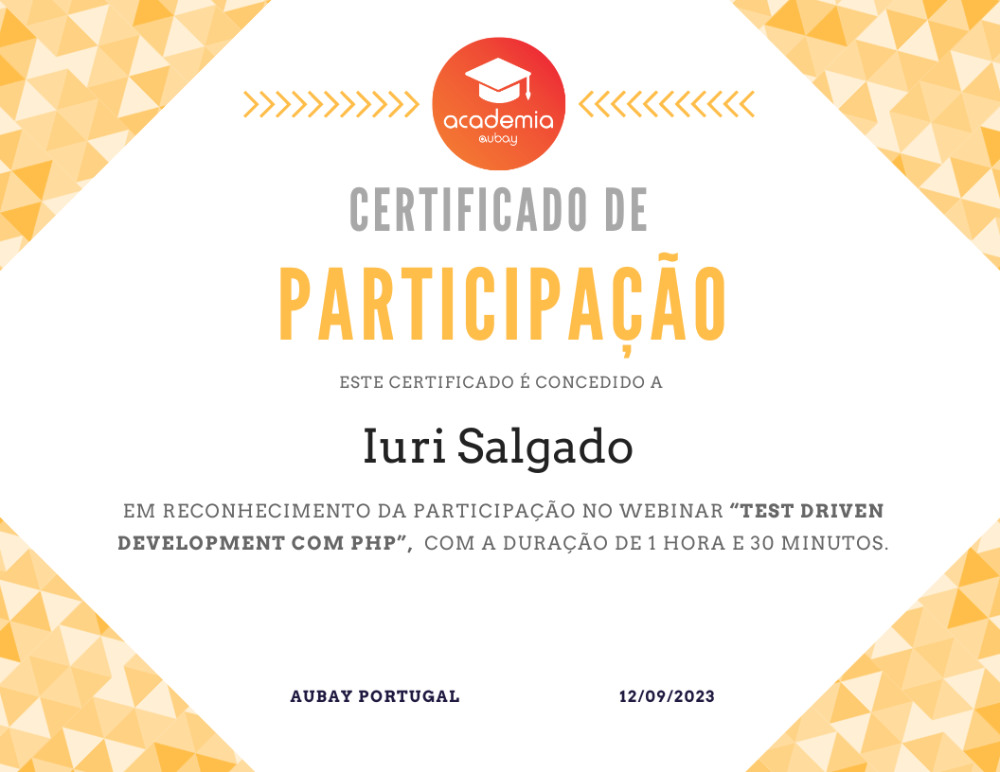 academia
@ubay
CERTIFICADO DE
PARTICIPAÇÃO
ESTE CERTIFICADO É CONCEDIDO A
Iuri Salgado
EM RECONHECIMENTO DA PARTICIPAÇÃO NO WEBINAR “TEST DRIVEN
DEVELOPMENT COM PHP”, COM A DURAÇÃO DE 1 HORA E 30 MINUTOS.
AUBAY PORTUGAL 12/09/2023